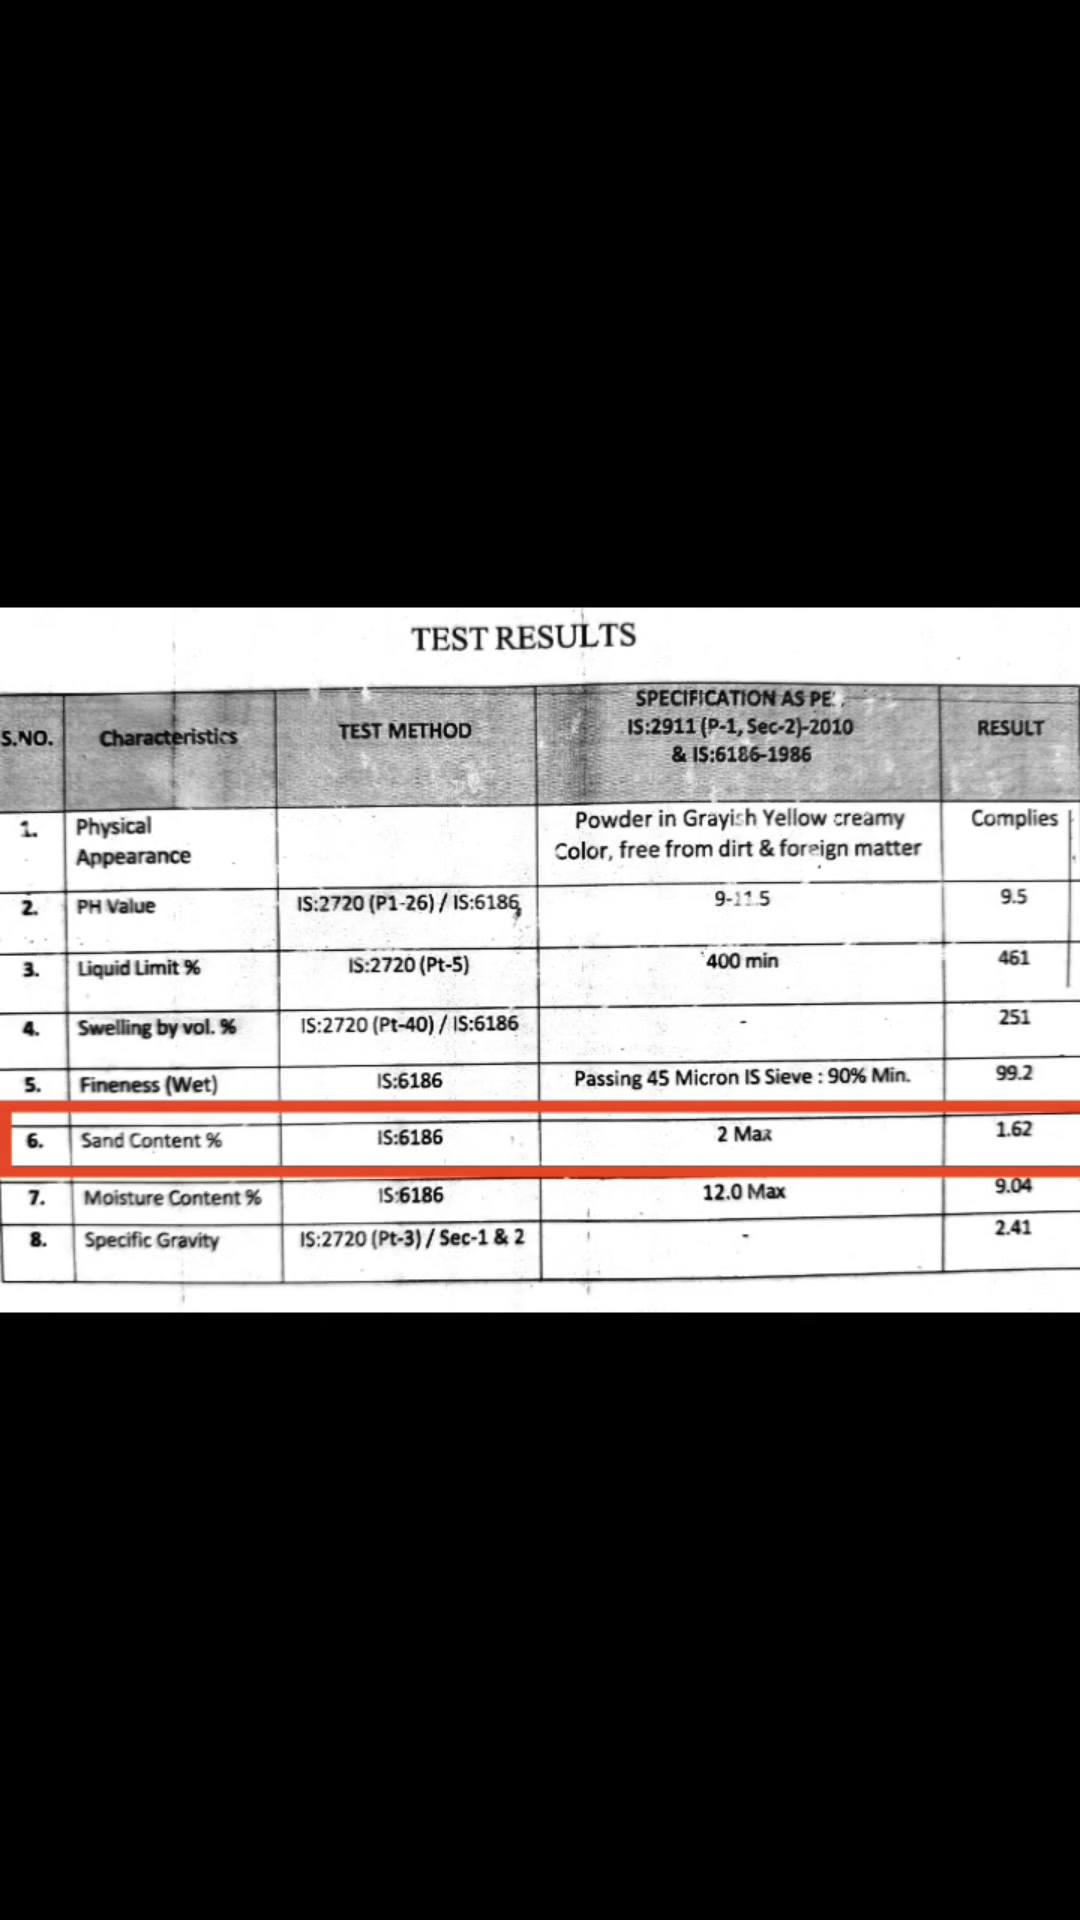 TEST RESULTS
S.NO. Characteristics TEST METHOD SPECIFICATION AS PE
IS:2911 (P-1, Sec-2)-2010
& IS:6186-1986 RESULT
1. Physical
Appearance Powder in Grayish Yellow creamy
Color, free from dirt & foreign matter Complies
2. PH Value IS:2720 (P1-26) / IS:6186 9-11.5 9.5
3. Liquid Limit % IS:2720 (Pt-5) 400 min 461
4. Swelling by vol. % IS:2720 (Pt-40) / IS:6186 - 251
5. Fineness (Wet) IS:6186 Passing 45 Micron IS Sieve : 90% Min. 99.2
6. Sand Content % IS:6186 2 Max 1.62
7. Moisture Content % IS:6186 12.0 Max 9.04
8. Specific Gravity IS:2720 (Pt-3) / Sec-1 & 2 - 2.41